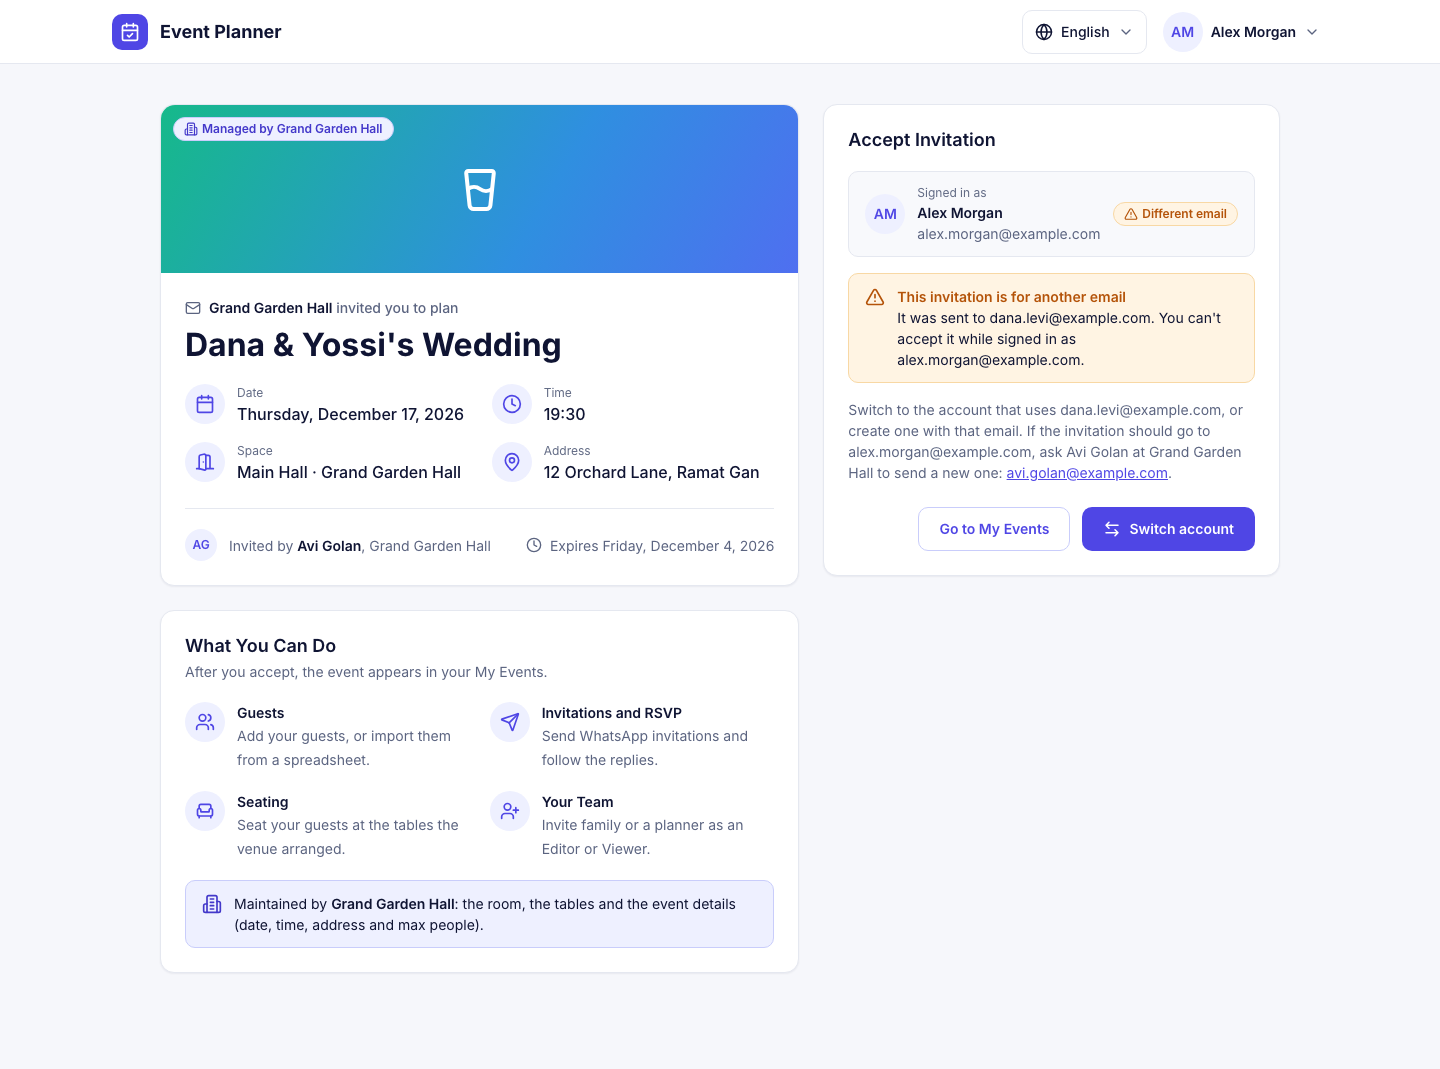 Event Planner
English
AM
Alex Morgan
Managed by Grand Garden Hall
Grand Garden Hall invited you to plan
Dana & Yossi's Wedding
Date
Thursday, December 17, 2026
Time
19:30
Space
Main Hall · Grand Garden Hall
Address
12 Orchard Lane, Ramat Gan
AG
Invited by Avi Golan, Grand Garden Hall
Expires Friday, December 4, 2026
What You Can Do
After you accept, the event appears in your My Events.
Guests
Add your guests, or import them
from a spreadsheet.
Invitations and RSVP
Send WhatsApp invitations and
follow the replies.
Seating
Seat your guests at the tables the
venue arranged.
Your Team
Invite family or a planner as an
Editor or Viewer.
Maintained by Grand Garden Hall: the room, the tables and the event details
(date, time, address and max people).
Accept Invitation
AM
Signed in as
Alex Morgan
alex.morgan@example.com
Different email
This invitation is for another email
It was sent to dana.levi@example.com. You can't
accept it while signed in as
alex.morgan@example.com.
Switch to the account that uses dana.levi@example.com, or
create one with that email. If the invitation should go to
alex.morgan@example.com, ask Avi Golan at Grand Garden
Hall to send a new one: avi.golan@example.com.
Go to My Events
Switch account